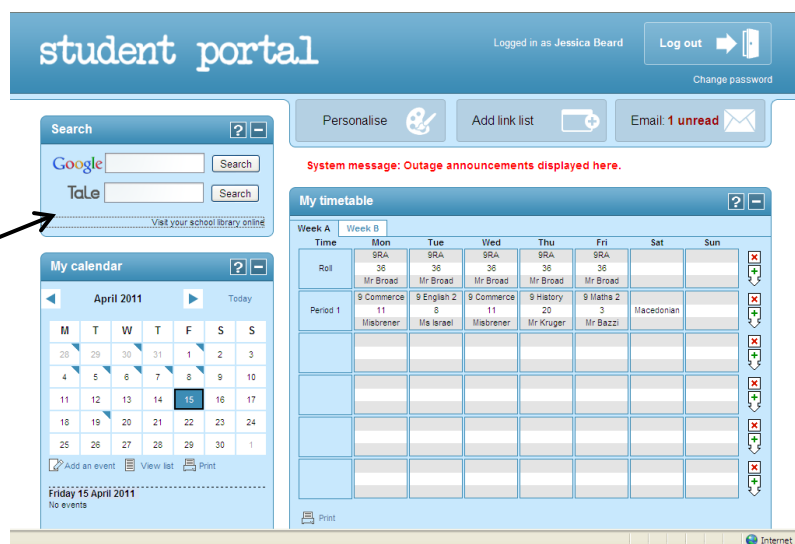 student portal
Logged in as Jessica Beard
Log out
Change password
Personalise
Add link list
Email: 1 unread
Search ? –
Google Search
TaLe Search
Visit your school library online
System message: Outage announcements displayed here.
My calendar ? –
April 2011 Today
M T W T F S S
28 29 30 31 1 2 3
4 5 6 7 8 9 10
11 12 13 14 15 16 17
18 19 20 21 22 23 24
25 26 27 28 29 30 1
Add an event View list Print
Friday 15 April 2011
No events
My timetable ? –
Week A Week B
Time Mon Tue Wed Thu Fri Sat Sun
9RA 9RA 9RA 9RA 9RA
Roll 36 36 36 36 36
Mr Broad Mr Broad Mr Broad Mr Broad Mr Broad
9 Commerce 9 English 2 9 Commerce 9 History 9 Maths 2
Period 1 11 8 11 20 3 Macedonian
Misbrener Ms Israel Misbrener Mr Kruger Mr Bazzi
Print
Internet